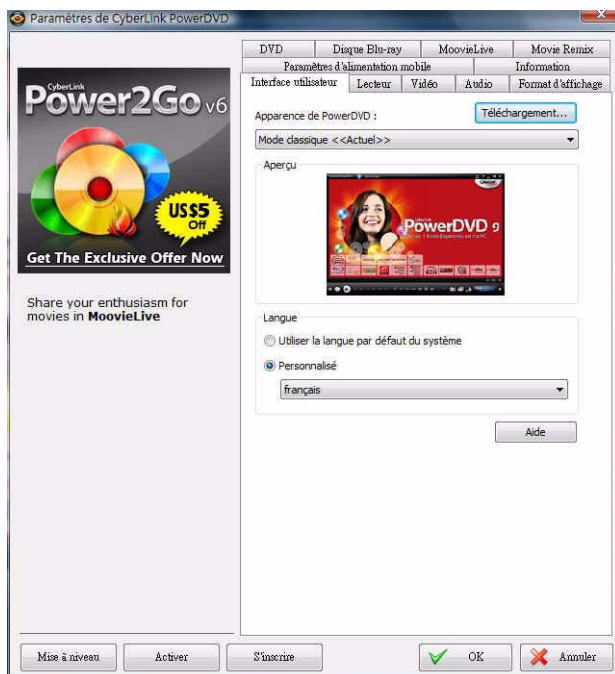 Paramètres de CyberLink PowerDVD
CyberLink
Power2Go v6
US$5
Off
Get The Exclusive Offer Now
Share your enthusiasm for
movies in MoovieLive
DVD
Disque Blu-ray
MoovieLive
Movie Remix
Paramètres d'alimentation mobile
Information
Interface utilisateur
Lecteur
Vidéo
Audio
Format d'affichage
Apparence de PowerDVD :
Téléchargement...
Mode classique <<Actuel>>
Aperçu
PowerDVD 9
Langue
Utiliser la langue par défaut du système
Personnalisé
français
Aide
Mise à niveau
Activer
S'inscrire
OK
Annuler